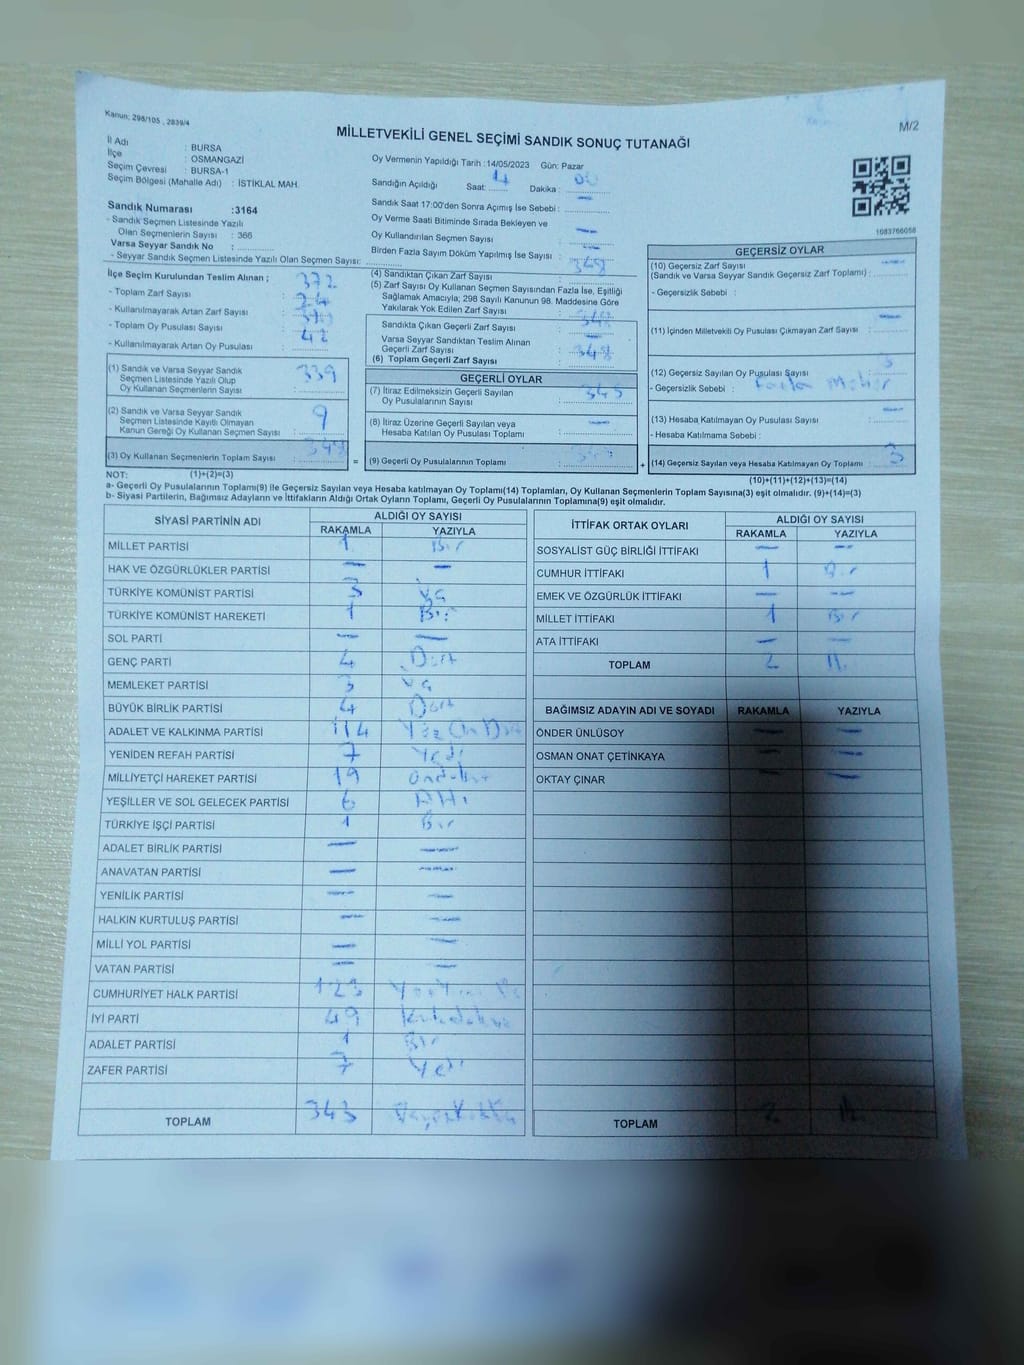 Kanun: 298/105 , 2839/4
M/2
MİLLETVEKİLİ GENEL SEÇİMİ SANDIK SONUÇ TUTANAĞI
İl Adı : BURSA
İlçe : OSMANGAZİ
Seçim Çevresi : BURSA-1
Seçim Bölgesi (Mahalle Adı) : İSTİKLAL MAH.
Sandık Numarası :3164
- Sandık Seçmen Listesinde Yazılı
Olan Seçmenlerin Sayısı : 366
Varsa Seyyar Sandık No :
- Seyyar Sandık Seçmen Listesinde Yazılı Olan Seçmen Sayısı:
Oy Vermenin Yapıldığı Tarih : 14/05/2023 Gün: Pazar
Sandığın Açıldığı Saat: Dakika :
Sandık Saat 17:00'den Sonra Açımış İse Sebebi : —
Oy Verme Saati Bitiminde Sırada Bekleyen ve
Oy Kullandırılan Seçmen Sayısı : —
Birden Fazla Sayım Döküm Yapılmış İse Sayısı : —
1083766058
İlçe Seçim Kurulundan Teslim Alınan ;
- Toplam Zarf Sayısı : 372
- Kullanılmayarak Artan Zarf Sayısı : 24
- Toplam Oy Pusulası Sayısı :
- Kullanılmayarak Artan Oy Pusulası : 42
(1) Sandık ve Varsa Seyyar Sandık
Seçmen Listesinde Yazılı Olup
Oy Kullanan Seçmenlerin Sayısı : 339
(2) Sandık ve Varsa Seyyar Sandık
Seçmen Listesinde Kayıtlı Olmayan
Kanun Gereği Oy Kullanan Seçmen Sayısı : 9
(3) Oy Kullanan Seçmenlerin Toplam Sayısı : 348
(4) Sandıktan Çıkan Zarf Sayısı : 348
(5) Zarf Sayısı Oy Kullanan Seçmen Sayısından Fazla İse, Eşitliği
Sağlamak Amacıyla; 298 Sayılı Kanunun 98. Maddesine Göre
Yakılarak Yok Edilen Zarf Sayısı :
Sandıkta Çıkan Geçerli Zarf Sayısı : 348
Varsa Seyyar Sandıktan Teslim Alınan
Geçerli Zarf Sayısı : —
(6) Toplam Geçerli Zarf Sayısı : 348
GEÇERLİ OYLAR
(7) İtiraz Edilmeksizin Geçerli Sayılan
Oy Pusulalarının Sayısı : 345
(8) İtiraz Üzerine Geçerli Sayılan veya
Hesaba Katılan Oy Pusulası Toplamı : —
= (9) Geçerli Oy Pusulalarının Toplamı :
GEÇERSİZ OYLAR
(10) Geçersiz Zarf Sayısı
(Sandık ve Varsa Seyyar Sandık Geçersiz Zarf Toplamı) : —
- Geçersizlik Sebebi :
(11) İçinden Milletvekili Oy Pusulası Çıkmayan Zarf Sayısı : —
(12) Geçersiz Sayılan Oy Pusulası Sayısı : 3
- Geçersizlik Sebebi : Fazla Mühür
(13) Hesaba Katılmayan Oy Pusulası Sayısı : —
- Hesaba Katılmama Sebebi :
+ (14) Geçersiz Sayılan veya Hesaba Katılmayan Oy Toplamı : 3
NOT: (1)+(2)=(3) (10)+(11)+(12)+(13)=(14)
a- Geçerli Oy Pusulalarının Toplamı(9) ile Geçersiz Sayılan veya Hesaba katılmayan Oy Toplamı(14) Toplamları, Oy Kullanan Seçmenlerin Toplam Sayısına(3) eşit olmalıdır. (9)+(14)=(3)
b- Siyasi Partilerin, Bağımsız Adayların ve İttifakların Aldığı Ortak Oyların Toplamı, Geçerli Oy Pusulalarının Toplamına(9) eşit olmalıdır.
SİYASİ PARTİNİN ADI ALDIĞI OY SAYISI
RAKAMLA YAZIYLA
MİLLET PARTİSİ 1 Bir
HAK VE ÖZGÜRLÜKLER PARTİSİ — —
TÜRKİYE KOMÜNİST PARTİSİ 3 Üç
TÜRKİYE KOMÜNİST HAREKETİ 1 Bir
SOL PARTİ — —
GENÇ PARTİ 4 Dört
MEMLEKET PARTİSİ 3 Üç
BÜYÜK BİRLİK PARTİSİ 4 Dört
ADALET VE KALKINMA PARTİSİ 114 Yüz On Dört
YENİDEN REFAH PARTİSİ 7 Yedi
MİLLİYETÇİ HAREKET PARTİSİ 19 Ondokuz
YEŞİLLER VE SOL GELECEK PARTİSİ 6 Altı
TÜRKİYE İŞÇİ PARTİSİ 1 Bir
ADALET BİRLİK PARTİSİ — —
ANAVATAN PARTİSİ — —
YENİLİK PARTİSİ — —
HALKIN KURTULUŞ PARTİSİ — —
MİLLİ YOL PARTİSİ — —
VATAN PARTİSİ — —
CUMHURİYET HALK PARTİSİ 123
İYİ PARTİ 49 Kırkdokuz
ADALET PARTİSİ 1 Bir
ZAFER PARTİSİ 7 Yedi
TOPLAM 343
İTTİFAK ORTAK OYLARI ALDIĞI OY SAYISI
RAKAMLA YAZIYLA
SOSYALİST GÜÇ BİRLİĞİ İTTİFAKI — —
CUMHUR İTTİFAKI 1 Bir
EMEK VE ÖZGÜRLÜK İTTİFAKI — —
MİLLET İTTİFAKI 1 Bir
ATA İTTİFAKI — —
TOPLAM 2 İki
BAĞIMSIZ ADAYIN ADI VE SOYADI RAKAMLA YAZIYLA
ÖNDER ÜNLÜSOY — —
OSMAN ONAT ÇETİNKAYA — —
OKTAY ÇINAR — —
TOPLAM 2 İki